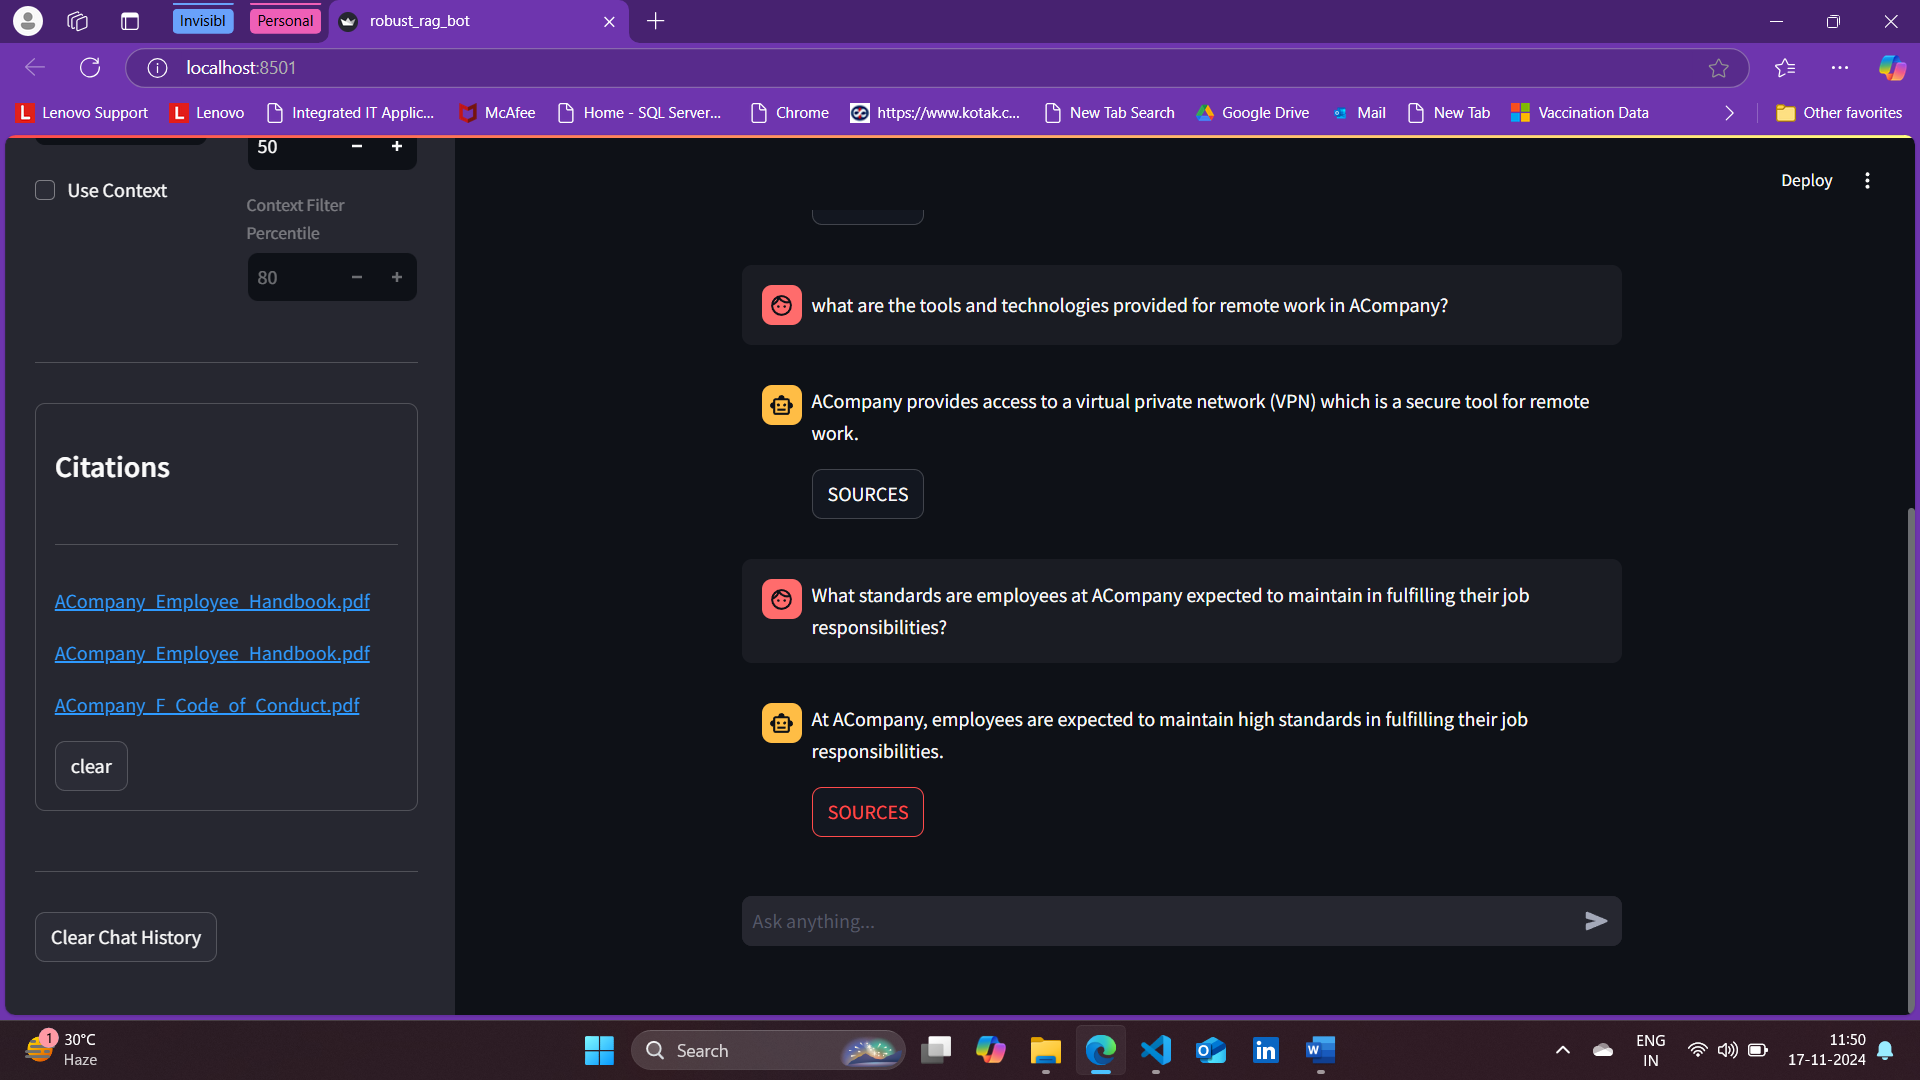 Invisibl
Personal
robust_rag_bot
localhost:8501
Lenovo Support
Lenovo
Integrated IT Applic...
McAfee
Home - SQL Server...
Chrome
https://www.kotak.c...
New Tab Search
Google Drive
Mail
New Tab
Vaccination Data
Other favorites
50
Use Context
Context Filter
Percentile
80
Citations
ACompany_Employee_Handbook.pdf
ACompany_Employee_Handbook.pdf
ACompany_F_Code_of_Conduct.pdf
clear
Clear Chat History
Deploy
what are the tools and technologies provided for remote work in ACompany?
ACompany provides access to a virtual private network (VPN) which is a secure tool for remote
work.
SOURCES
What standards are employees at ACompany expected to maintain in fulfilling their job
responsibilities?
At ACompany, employees are expected to maintain high standards in fulfilling their job
responsibilities.
SOURCES
Ask anything...
1
30°C
Haze
Search
ENG
IN
11:50
17-11-2024